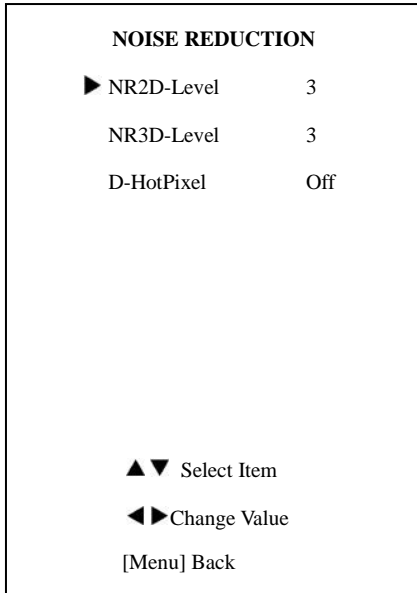 NOISE REDUCTION
▶ NR2D-Level 3
NR3D-Level 3
D-HotPixel Off
▲▼ Select Item
◀▶Change Value
[Menu] Back